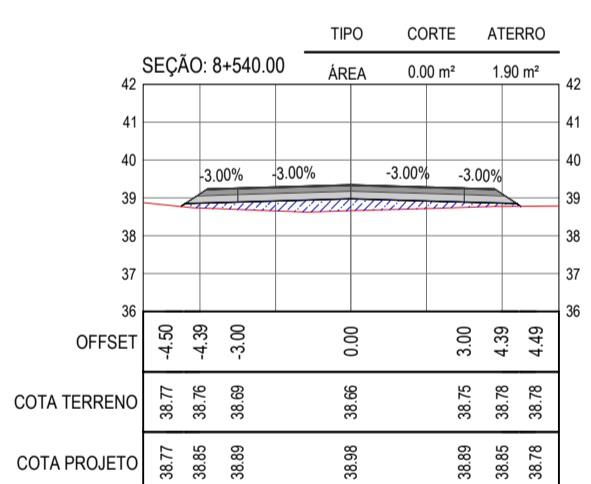 TIPO CORTE ATERRO
SEÇÃO: 8+540.00
ÁREA 0.00 m² 1.90 m²
42 42
41 41
40 40
-3.00% -3.00% -3.00% -3.00%
39 39
38 38
37 37
36 36
OFFSET -4.50 -4.39 -3.00 0.00 3.00 4.39 4.49
COTA TERRENO 38.77 38.76 38.69 38.66 38.75 38.78 38.78
COTA PROJETO 38.77 38.85 38.89 38.98 38.89 38.85 38.78